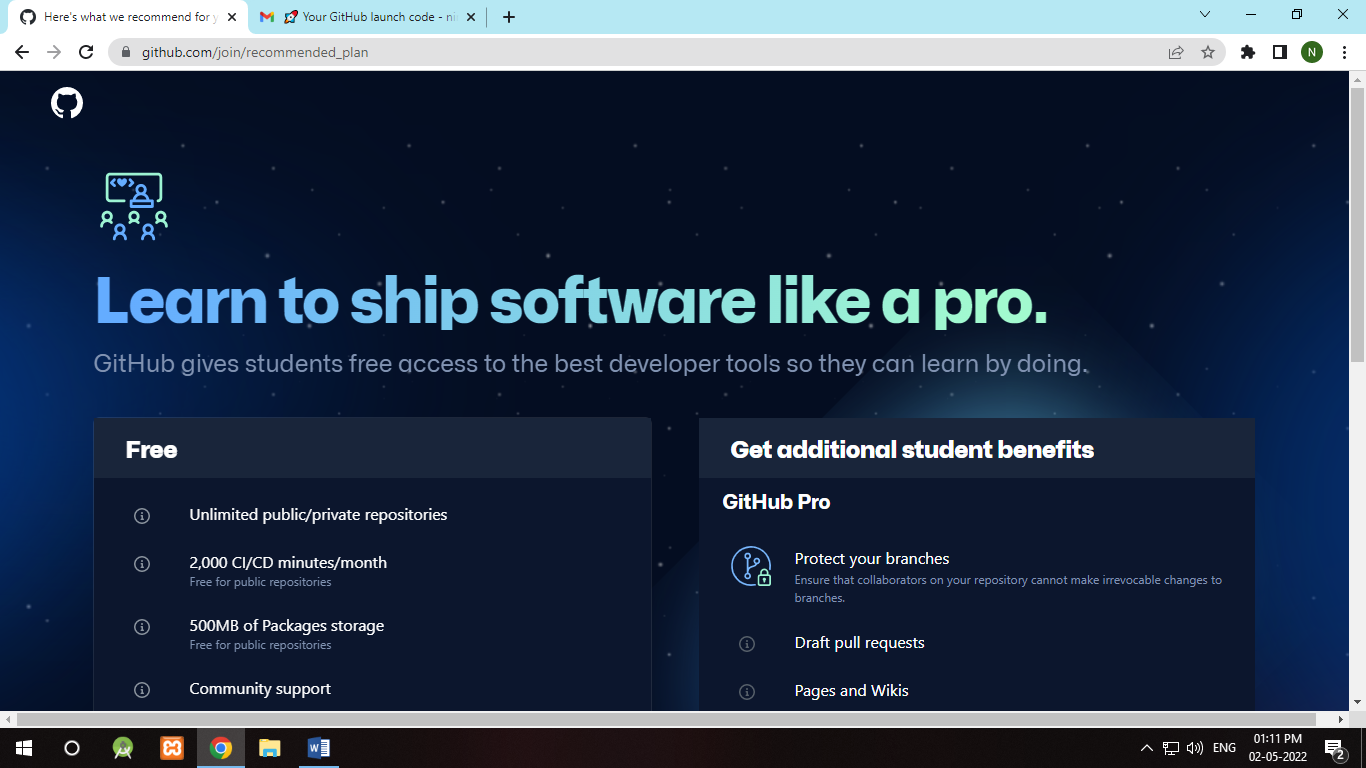 Here's what we recommend for y
Your GitHub launch code - ni
github.com/join/recommended_plan
N
Learn to ship software like a pro.
GitHub gives students free access to the best developer tools so they can learn by doing.
Free
Unlimited public/private repositories
2,000 CI/CD minutes/month
Free for public repositories
500MB of Packages storage
Free for public repositories
Community support
Get additional student benefits
GitHub Pro
Protect your branches
Ensure that collaborators on your repository cannot make irrevocable changes to
branches.
Draft pull requests
Pages and Wikis
ENG
01:11 PM
02-05-2022
2